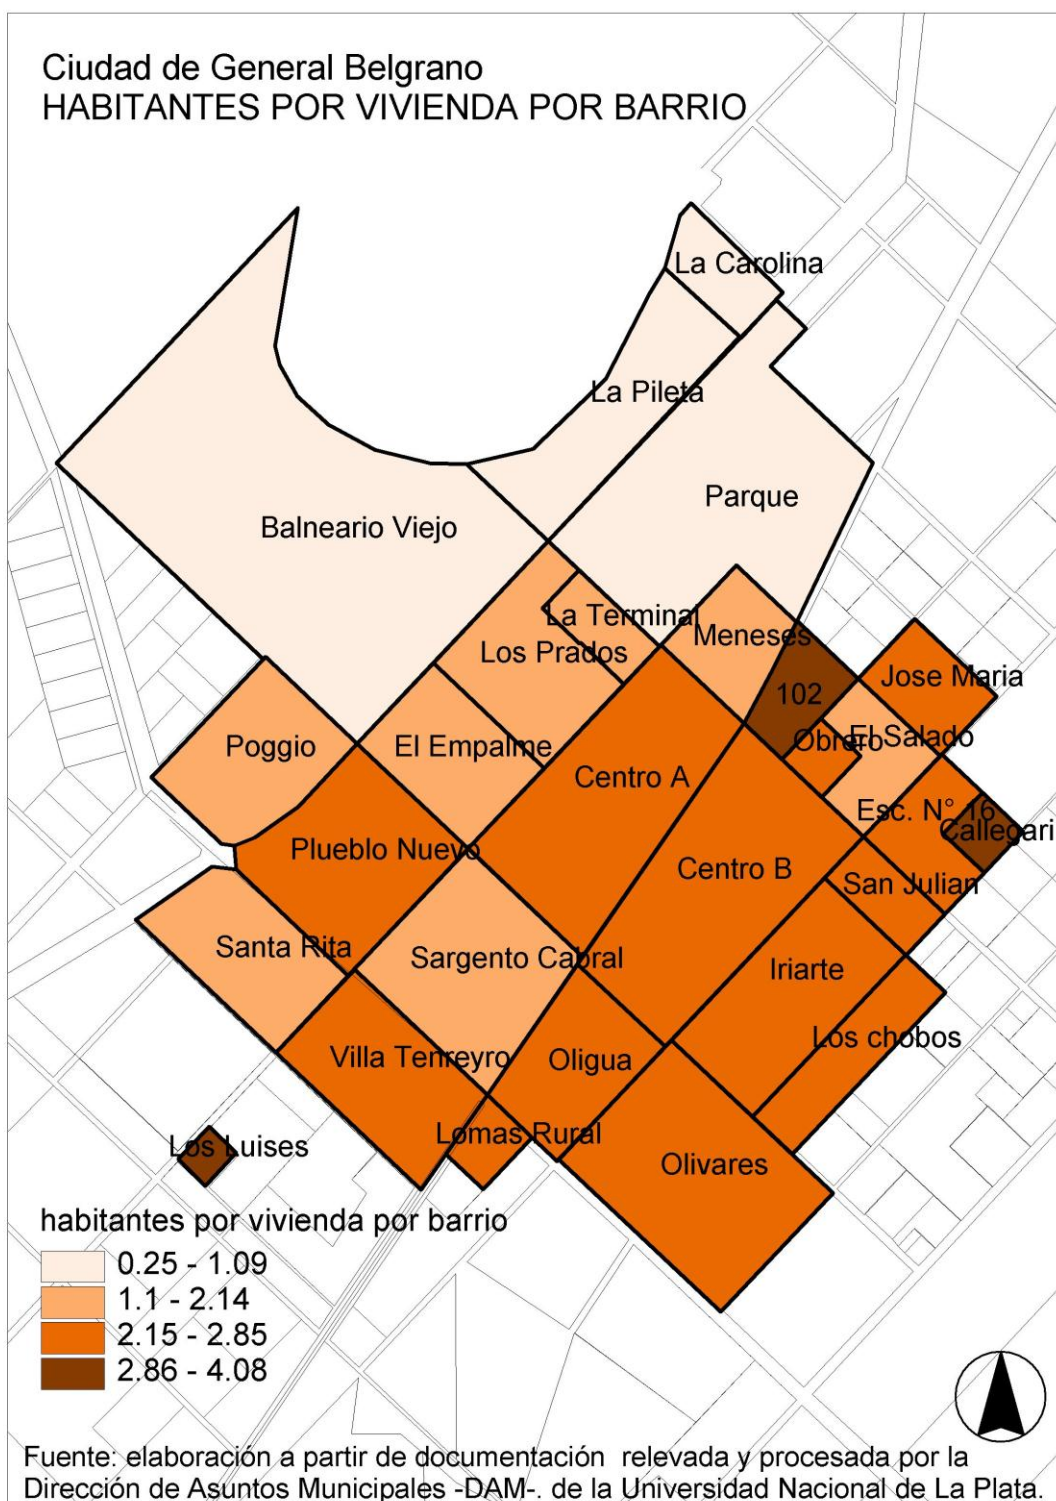 Ciudad de General Belgrano
HABITANTES POR VIVIENDA POR BARRIO
La Carolina
La Pileta
Parque
Balneario Viejo
La Terminal
Meneses
Los Prados
Jose Maria
102
El Salado
Obrero
Poggio
El Empalme
Centro A
Esc. N° 16
Callegari
Plueblo Nuevo
Centro B
San Julian
Santa Rita
Sargento Cabral
Iriarte
Los chobos
Villa Tenreyro
Oligua
Lomas Rural
Los Luises
Olivares
habitantes por vivienda por barrio
0.25 - 1.09
1.1 - 2.14
2.15 - 2.85
2.86 - 4.08
Fuente: elaboración a partir de documentación relevada y procesada por la
Dirección de Asuntos Municipales -DAM-. de la Universidad Nacional de La Plata.